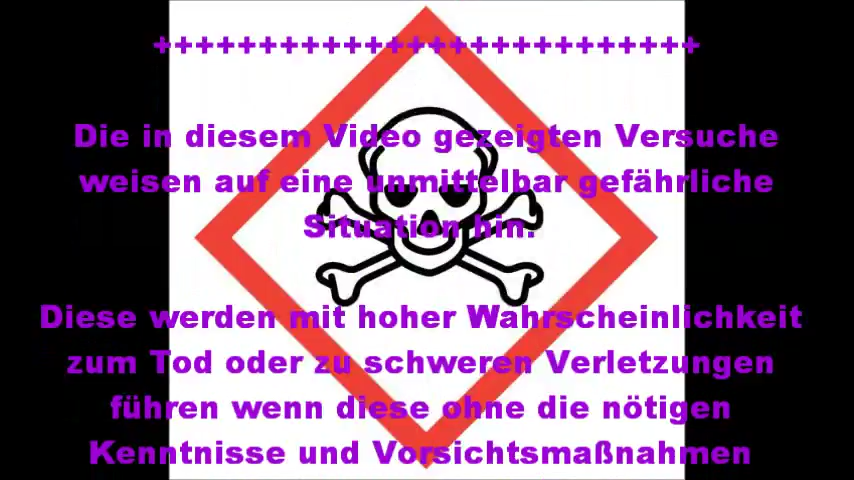 ++++++++++++++++++++++++++
Die in diesem Video gezeigten Versuche
weisen auf eine unmittelbar gefährliche
Situation hin.
Diese werden mit hoher Wahrscheinlichkeit
zum Tod oder zu schweren Verletzungen
führen wenn diese ohne die nötigen
Kenntnisse und Vorsichtsmaßnahmen